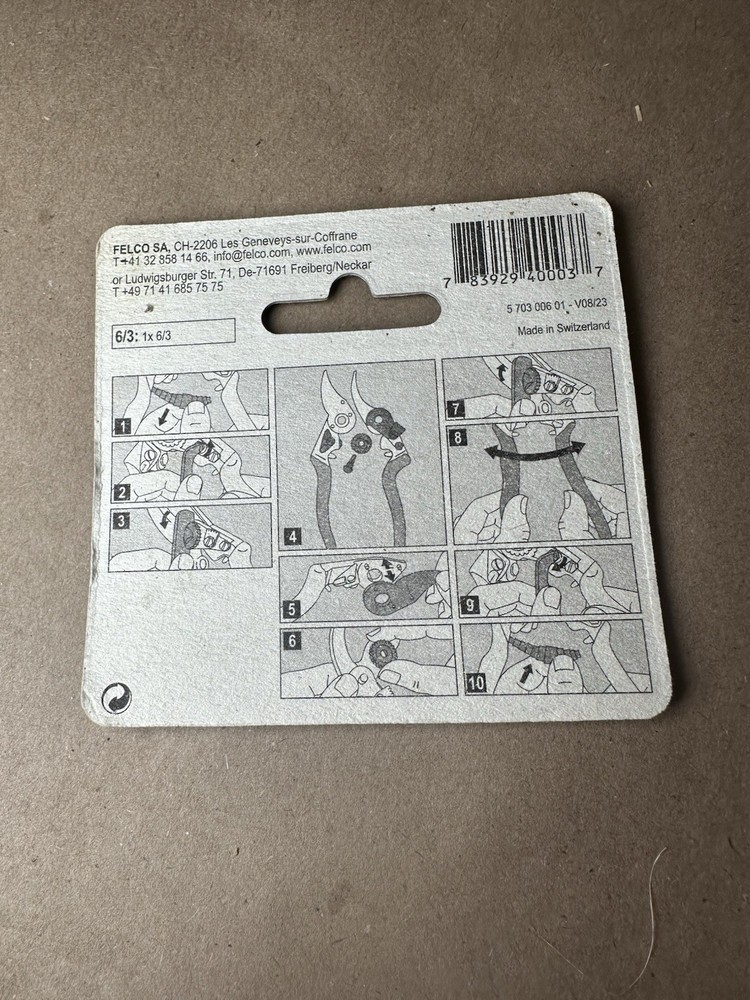 FELCO SA, CH-2206 Les Geneveys-sur-Coffrane
T+41 32 858 14 66, info@felco.com, www.felco.com
or Ludwigsburger Str. 71, De-71691 Freiberg/Neckar
T +49 71 41 685 75 75
7 83929 40003 7
5 703 006 01 - V08/23
Made in Switzerland
6/3: 1x 6/3
1
2
3
4
5
6
7
8
9
10